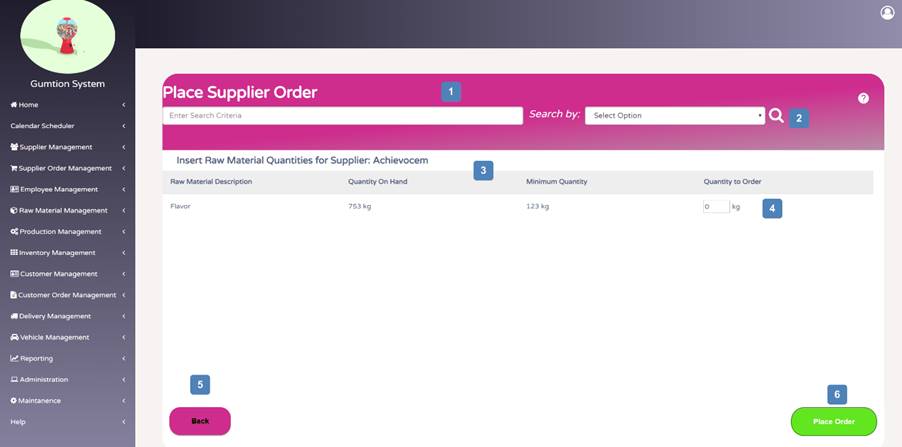 Gumtion System
Home
Calendar Scheduler
Supplier Management
Supplier Order Management
Employee Management
Raw Material Management
Production Management
Inventory Management
Customer Management
Customer Order Management
Delivery Management
Vehicle Management
Reporting
Administration
Maintanence
Help
Place Supplier Order
1
?
Enter Search Criteria Search by: Select Option 2
Insert Raw Material Quantities for Supplier: Achievocem
3
Raw Material Description Quantity On Hand Minimum Quantity Quantity to Order
Flavor 753 kg 123 kg 0 kg 4
5 6
Back Place Order